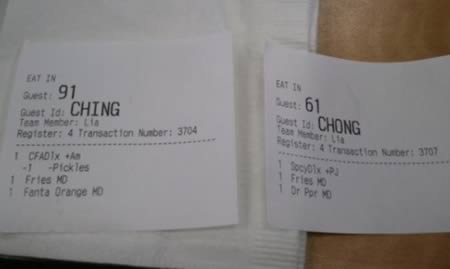 EAT IN
Guest: 91
Guest Id: CHING
Team Member: Lia
Register: 4 Transaction Number: 3704
1 CFADlx +Am
-1 -Pickles
1 Fries MD
1 Fanta Orange MD
EAT IN
Guest: 61
Guest Id: CHONG
Team Member: Lia
Register: 4 Transaction Number: 3707
1 SpcyDlx +PJ
1 Fries MD
1 Dr Ppr MD